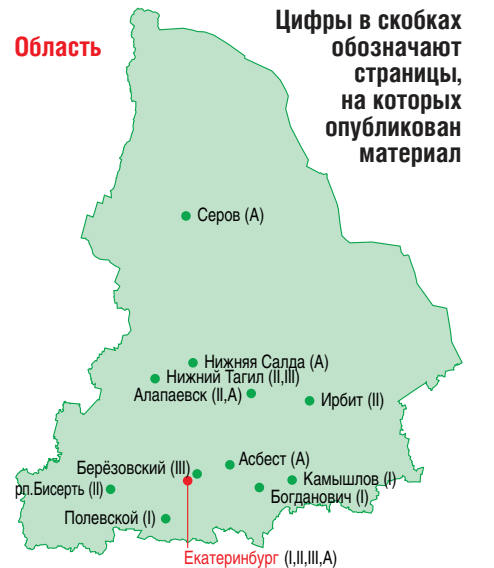 Область
Цифры в скобках
обозначают
страницы,
на которых
опубликован
материал
Серов (А)
Нижняя Салда (А)
Нижний Тагил (II,III)
Алапаевск (II,А)
Ирбит (II)
Асбест (А)
Берёзовский (III)
Камышлов (I)
рп.Бисерть (II)
Богданович (I)
Полевской (I)
Екатеринбург (I,II,III,А)